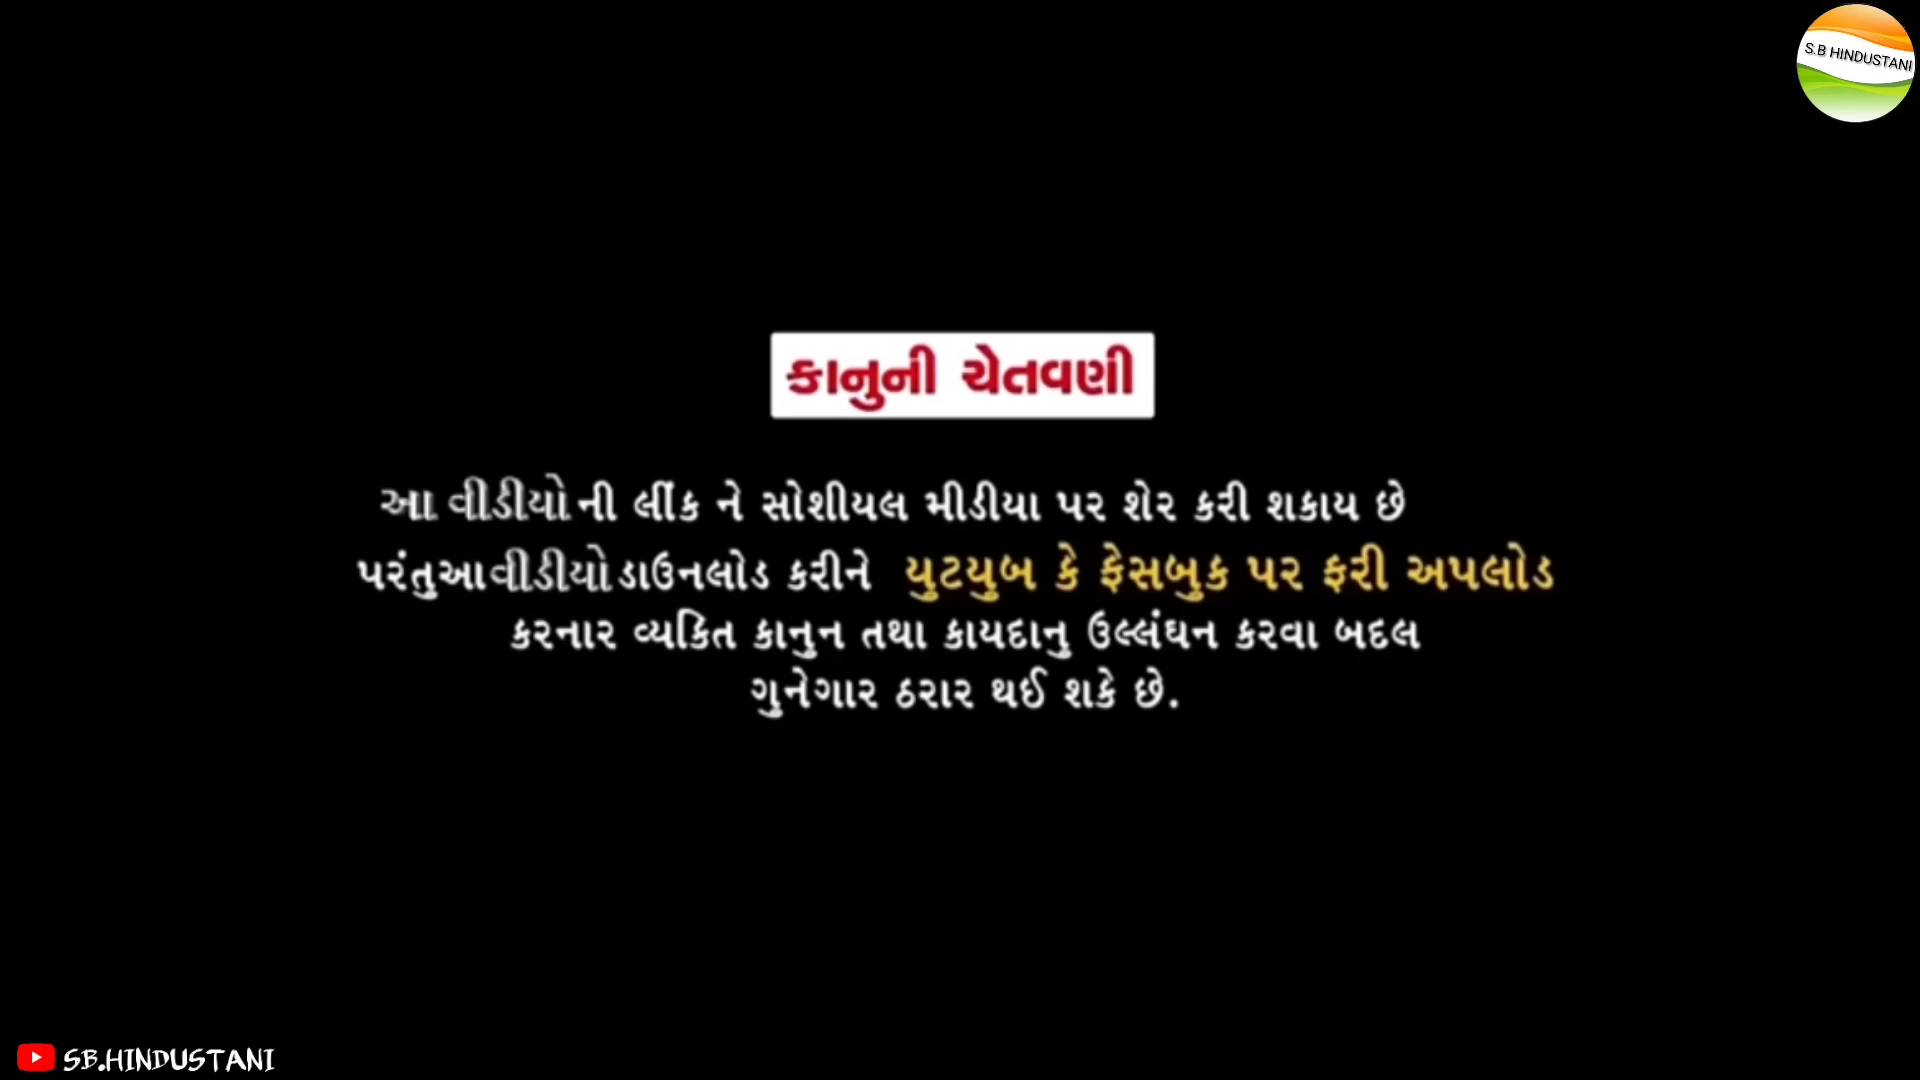 S.B HINDUSTANI
કાનુની ચેતવણી
આ વીડીયો ની લીંક ને સોશીયલ મીડીયા પર શેર કરી શકાય છે
પરંતુ આ વીડીયો ડાઉનલોડ કરીને યુટયુબ કે ફેસબુક પર ફરી અપલોડ
કરનાર વ્યકિત કાનુન તથા કાયદાનુ ઉલ્લંઘન કરવા બદલ
ગુનેગાર ઠરાર થઈ શકે છે.
SB.HINDUSTANI